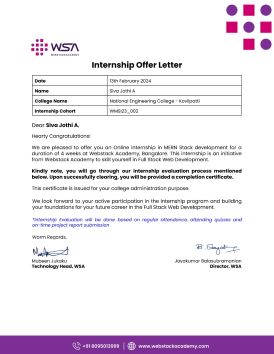 WSA
Internship Offer Letter
Date 13th February 2024
Name Siva Jothi A
College Name National Engineering College - Kovilpatti
Internship Cohort WMSI23_002
Dear Siva Jothi A,
Hearty Congratulations!
We are pleased to offer you an Online internship in MERN Stack development for a
duration of 4 weeks at Webstack Academy, Bangalore. This internship is an initiative
from Webstack Academy to skill yourself in Full Stack Web Development.
Kindly note, you will go through our internship evaluation process mentioned
below. Upon successfully clearing, you will be provided a completion certificate.
This certificate is issued for your college administration purpose.
We look forward to your active participation in the internship program and building
your foundations for your future career in the Full Stack Web Development.
*Internship Evaluation will be done based on regular attendance, attending quizzes and
on-time project report submission
Warm Regards,
Mubeen Jukaku Jayakumar Balasubramanian
Technology Head, WSA Director, WSA
+91 8095013999 www.webstackacademy.com